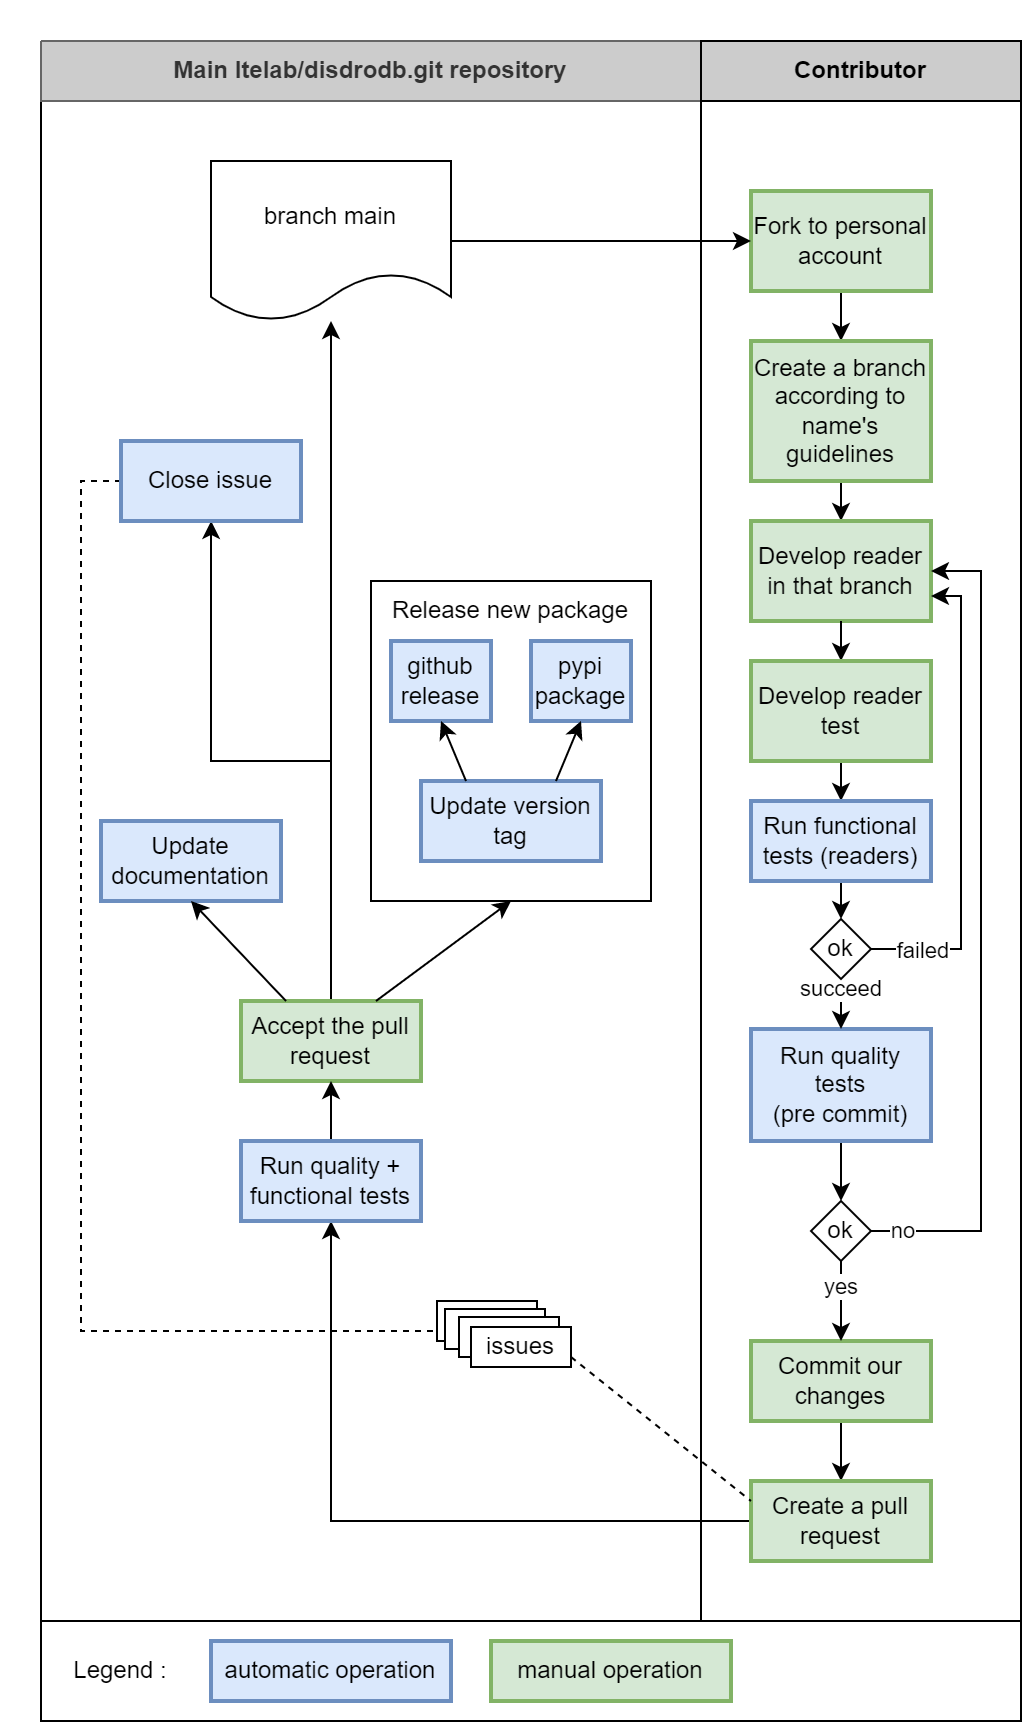 Main ltelab/disdrodb.git repository
Contributor
branch main
Fork to personal
account
Create a branch
according to
name's
guidelines
Close issue
Develop reader
in that branch
Release new package
github
release
pypi
package
Develop reader
test
Update version
tag
Run functional
tests (readers)
Update
documentation
ok
failed
succeed
Accept the pull
request
Run quality
tests
(pre commit)
Run quality +
functional tests
ok
no
yes
issues
Commit our
changes
Create a pull
request
Legend :
automatic operation
manual operation